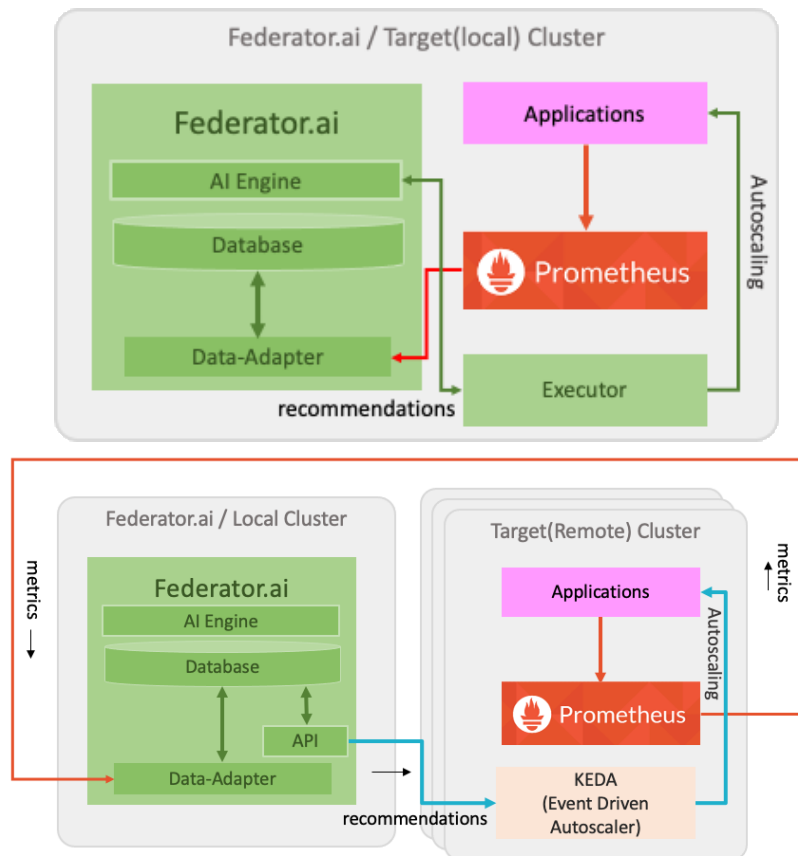 Federator.ai / Target(local) Cluster
Federator.ai
AI Engine
Database
Data-Adapter
Applications
Prometheus
Autoscaling
Executor
recommendations
Federator.ai / Local Cluster
metrics
Federator.ai
AI Engine
Database
API
Data-Adapter
recommendations
Target(Remote) Cluster
Applications
Prometheus
Autoscaling
KEDA
(Event Driven
Autoscaler)
metrics